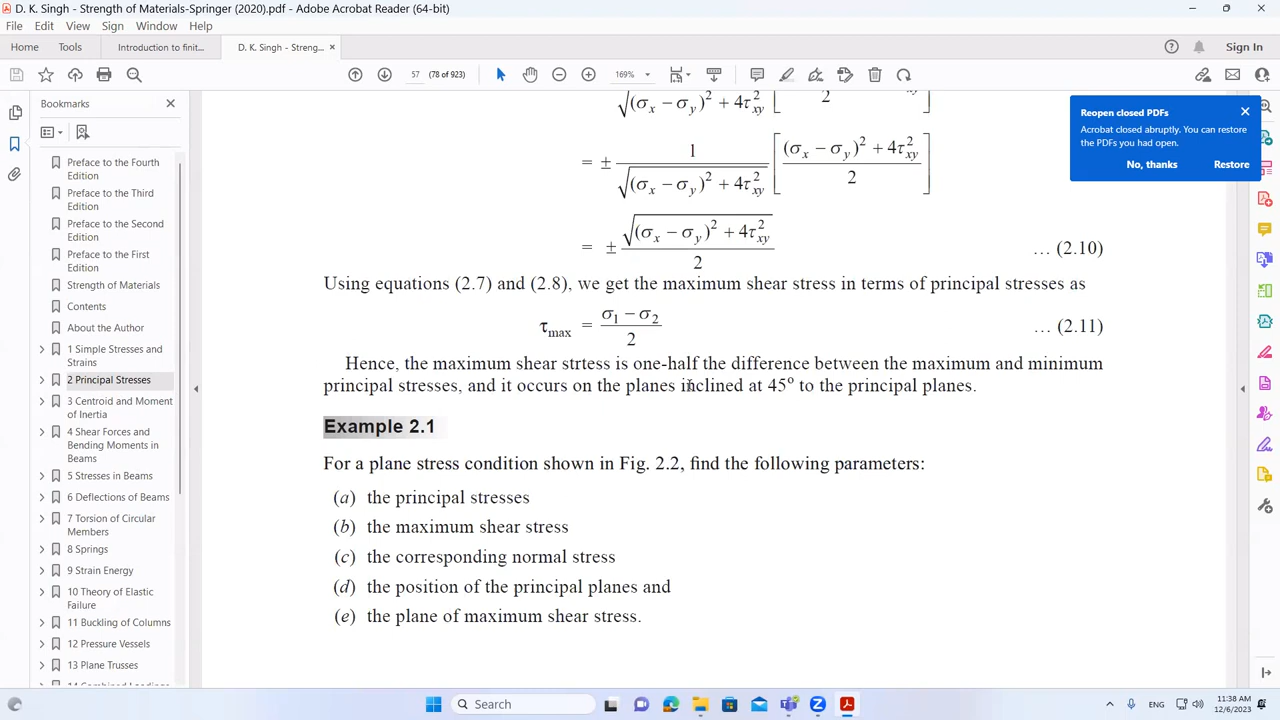 D. K. Singh - Strength of Materials-Springer (2020).pdf - Adobe Acrobat Reader (64-bit)
File Edit View Sign Window Help
Home Tools Introduction to finit... D. K. Singh - Streng... ×
Sign In
57 (78 of 923) 169%
Bookmarks
Preface to the Fourth
Edition
Preface to the Third
Edition
Preface to the Second
Edition
Preface to the First
Edition
Strength of Materials
Contents
About the Author
1 Simple Stresses and
Strains
2 Principal Stresses
3 Centroid and Moment
of Inertia
4 Shear Forces and
Bending Moments in
Beams
5 Stresses in Beams
6 Deflections of Beams
7 Torsion of Circular
Members
8 Springs
9 Strain Energy
10 Theory of Elastic
Failure
11 Buckling of Columns
12 Pressure Vessels
13 Plane Trusses
√(σx − σy)² + 4τ²xy [ 2 ]
= ± 1 / √(σx − σy)² + 4τ²xy [ (σx − σy)² + 4τ²xy / 2 ]
= ± √(σx − σy)² + 4τ²xy / 2 ... (2.10)
Using equations (2.7) and (2.8), we get the maximum shear stress in terms of principal stresses as
τmax = σ1 − σ2 / 2 ... (2.11)
Hence, the maximum shear strtess is one-half the difference between the maximum and minimum
principal stresses, and it occurs on the planes inclined at 45º to the principal planes.
Example 2.1
For a plane stress condition shown in Fig. 2.2, find the following parameters:
(a) the principal stresses
(b) the maximum shear stress
(c) the corresponding normal stress
(d) the position of the principal planes and
(e) the plane of maximum shear stress.
Reopen closed PDFs
Acrobat closed abruptly. You can restore
the PDFs you had open.
No, thanks Restore
Search
ENG
11:38 AM
12/6/2023